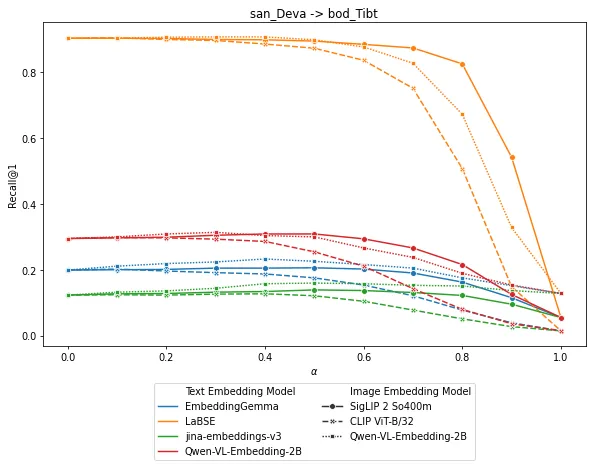 san_Deva -> bod_Tibt
Recall@1
0.8
0.6
0.4
0.2
0.0
0.0 0.2 0.4 0.6 0.8 1.0
α
Text Embedding Model Image Embedding Model
EmbeddingGemma SigLIP 2 So400m
LaBSE CLIP ViT-B/32
jina-embeddings-v3 Qwen-VL-Embedding-2B
Qwen-VL-Embedding-2B